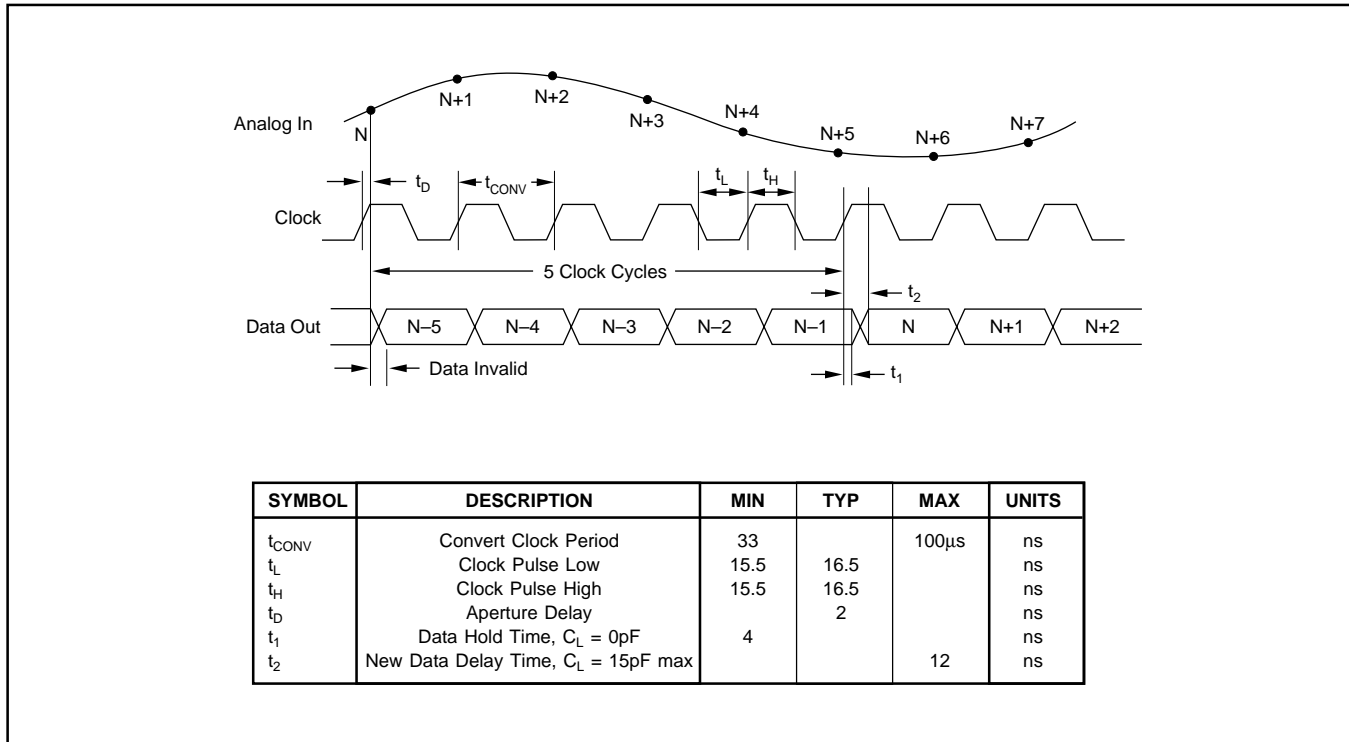 N+1 N+2 N+4 N+7
Analog In N N+3 N+5 N+6
t_D t_CONV t_L t_H
Clock
5 Clock Cycles
t_2
Data Out N–5 N–4 N–3 N–2 N–1 N N+1 N+2
Data Invalid t_1
SYMBOL DESCRIPTION MIN TYP MAX UNITS
t_CONV Convert Clock Period 33 100µs ns
t_L Clock Pulse Low 15.5 16.5 ns
t_H Clock Pulse High 15.5 16.5 ns
t_D Aperture Delay 2 ns
t_1 Data Hold Time, C_L = 0pF 4 ns
t_2 New Data Delay Time, C_L = 15pF max 12 ns